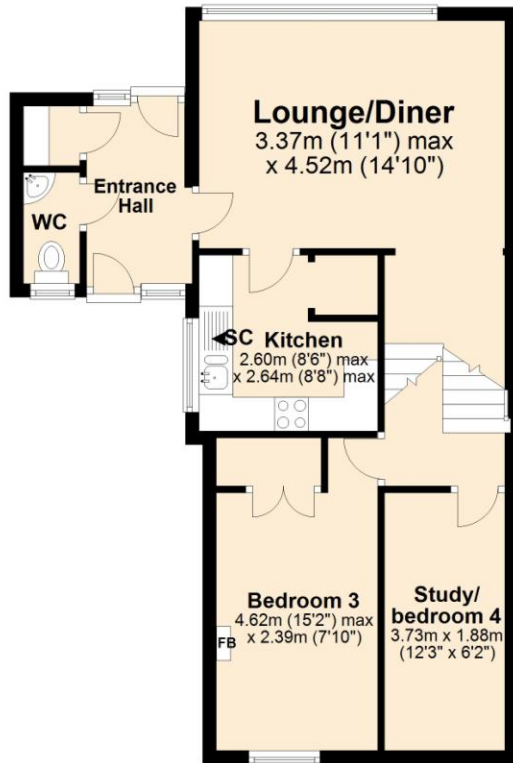 Lounge/Diner
3.37m (11'1") max
x 4.52m (14'10")
Entrance
Hall
WC
SC
Kitchen
2.60m (8'6") max
x 2.64m (8'8") max
Bedroom 3
4.62m (15'2") max
x 2.39m (7'10")
FB
Study/
bedroom 4
3.73m x 1.88m
(12'3" x 6'2")